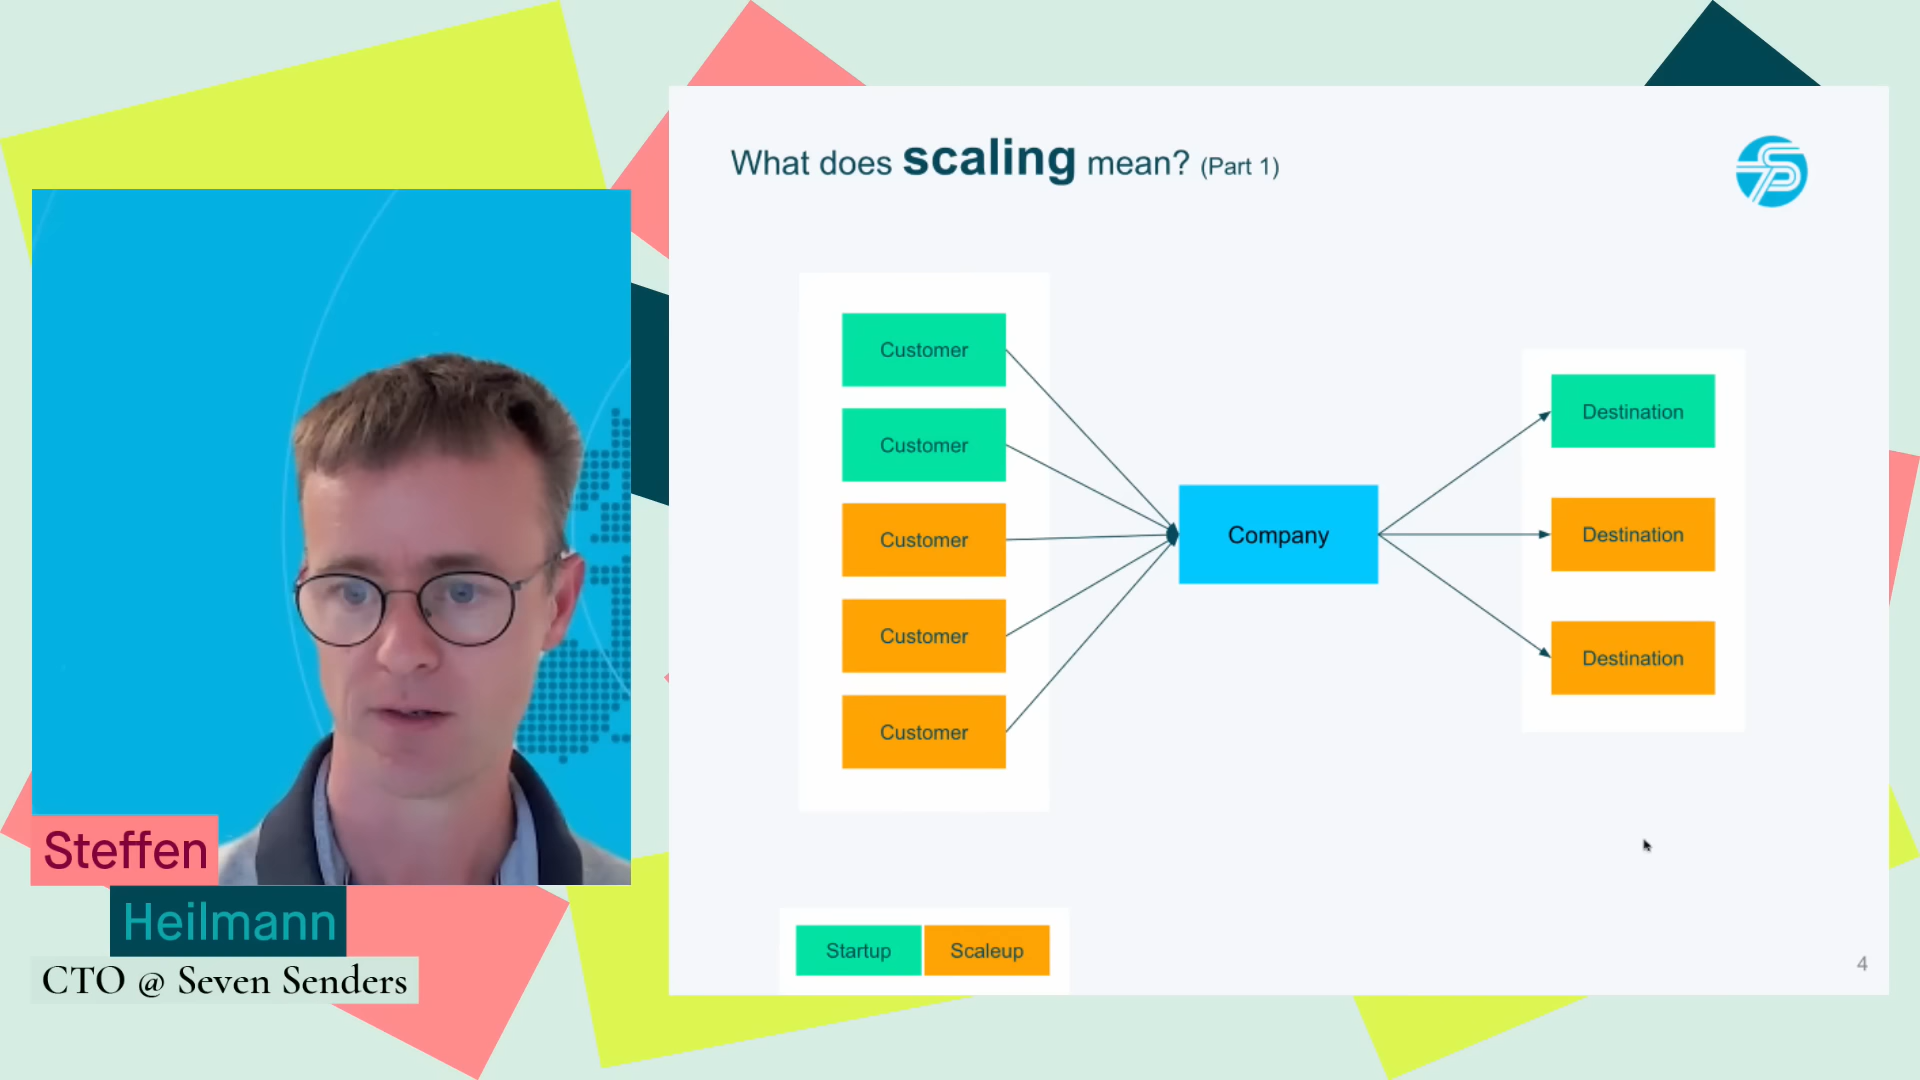 What does scaling mean? (Part 1)
Customer
Customer
Customer
Customer
Customer
Company
Destination
Destination
Destination
Startup
Scaleup
4
Steffen
Heilmann
CTO @ Seven Senders